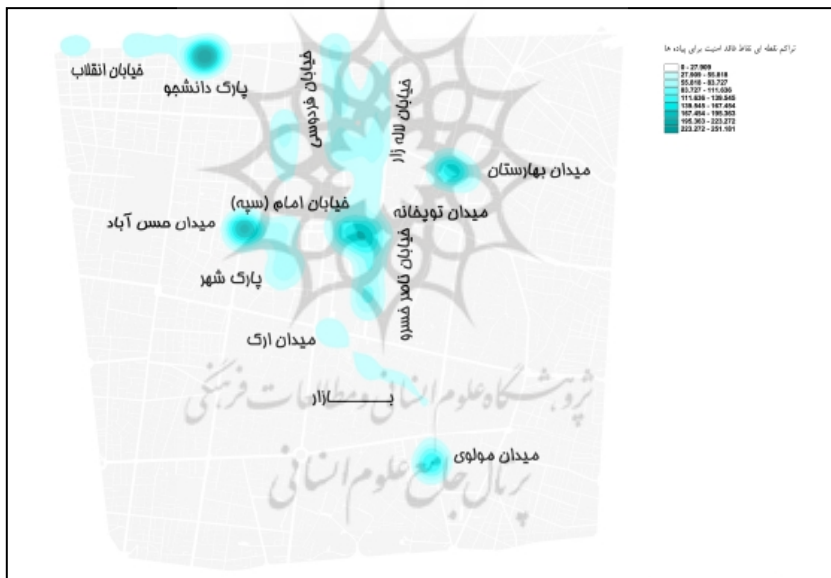 تراکم نقطه ای نقاط فاقد امنیت برای پیاده ها
0 - 27.909
27.909 - 55.818
55.818 - 83.727
83.727 - 111.636
111.636 - 139.545
139.545 - 167.454
167.454 - 195.363
195.363 - 223.272
223.272 - 251.181
خیابان انقلاب
پارک دانشجو
خیابان فردوسی
خیابان لاله زار
میدان بهارستان
خیابان امام (سپه)
میدان توپخانه
میدان حسن آباد
پارک شهر
خیابان ناصر خسرو
میدان ارک
پژوهشگاه علوم انسانی و مطالعات فرهنگی
بــــازار
میدان مولوی
پرتال جامع علوم انسانی